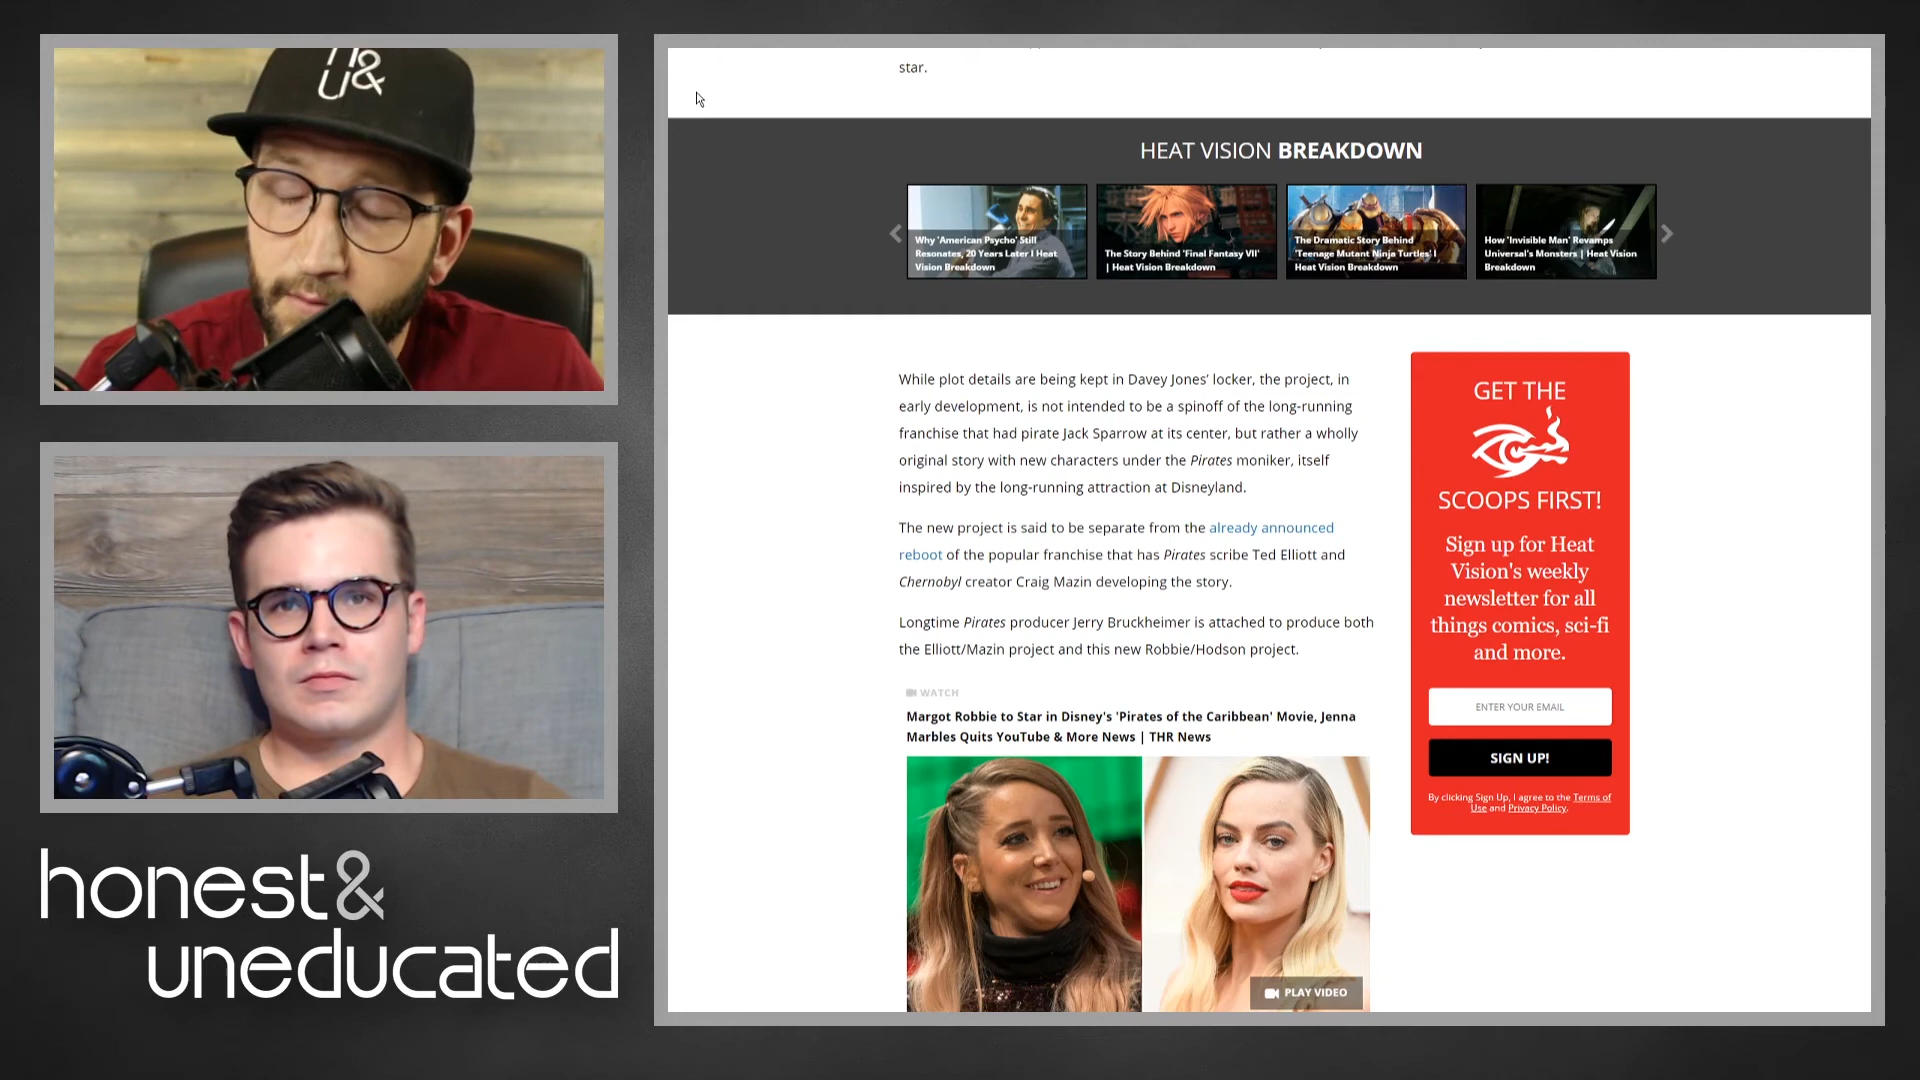 U&
honest&
uneducated
star.
HEAT VISION BREAKDOWN
Why 'American Psycho' Still
Resonates, 20 Years Later | Heat
Vision Breakdown
The Story Behind 'Final Fantasy VII'
| Heat Vision Breakdown
The Dramatic Story Behind
'Teenage Mutant Ninja Turtles' |
Heat Vision Breakdown
How 'Invisible Man' Revamps
Universal's Monsters | Heat Vision
Breakdown
While plot details are being kept in Davey Jones’ locker, the project, in
early development, is not intended to be a spinoff of the long-running
franchise that had pirate Jack Sparrow at its center, but rather a wholly
original story with new characters under the Pirates moniker, itself
inspired by the long-running attraction at Disneyland.
The new project is said to be separate from the already announced
reboot of the popular franchise that has Pirates scribe Ted Elliott and
Chernobyl creator Craig Mazin developing the story.
Longtime Pirates producer Jerry Bruckheimer is attached to produce both
the Elliott/Mazin project and this new Robbie/Hodson project.
WATCH
Margot Robbie to Star in Disney's 'Pirates of the Caribbean' Movie, Jenna
Marbles Quits YouTube & More News | THR News
PLAY VIDEO
GET THE
SCOOPS FIRST!
Sign up for Heat
Vision's weekly
newsletter for all
things comics, sci-fi
and more.
ENTER YOUR EMAIL
SIGN UP!
By clicking Sign Up, I agree to the Terms of
Use and Privacy Policy.